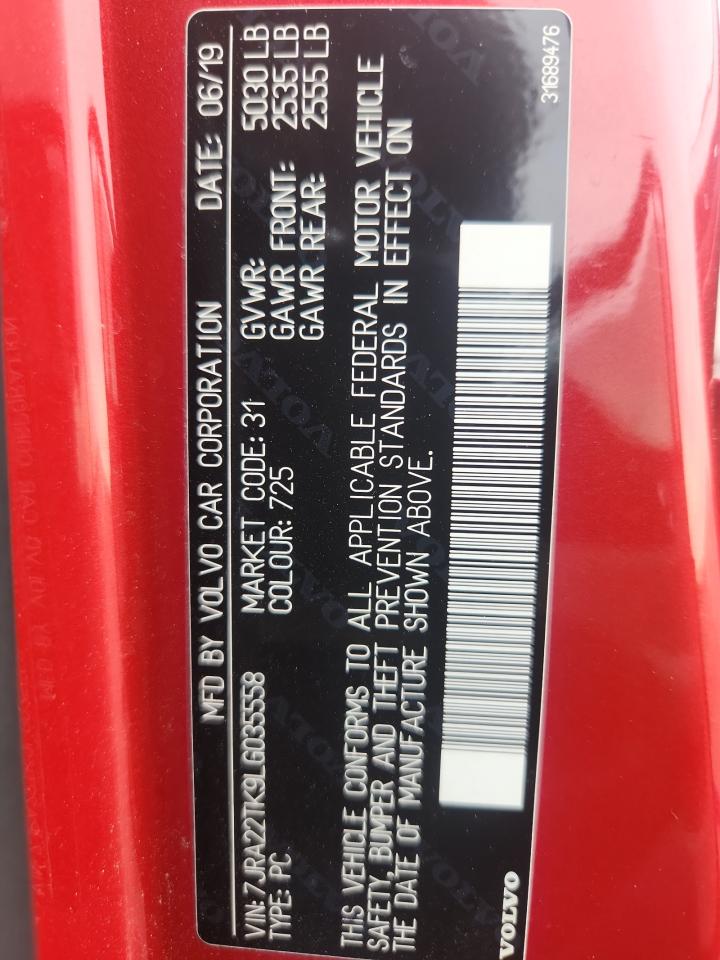 MFD BY VOLVO CAR CORPORATION DATE: 06/19
VIN: 7JRA22TK9LG035558 MARKET CODE: 31 GVWR: 5030 LB
TYPE: PC COLOUR: 725 GAWR FRONT: 2535 LB
GAWR REAR: 2555 LB
THIS VEHICLE CONFORMS TO ALL APPLICABLE FEDERAL MOTOR VEHICLE
SAFETY, BUMPER AND THEFT PREVENTION STANDARDS IN EFFECT ON
THE DATE OF MANUFACTURE SHOWN ABOVE.
VOLVO
31689476